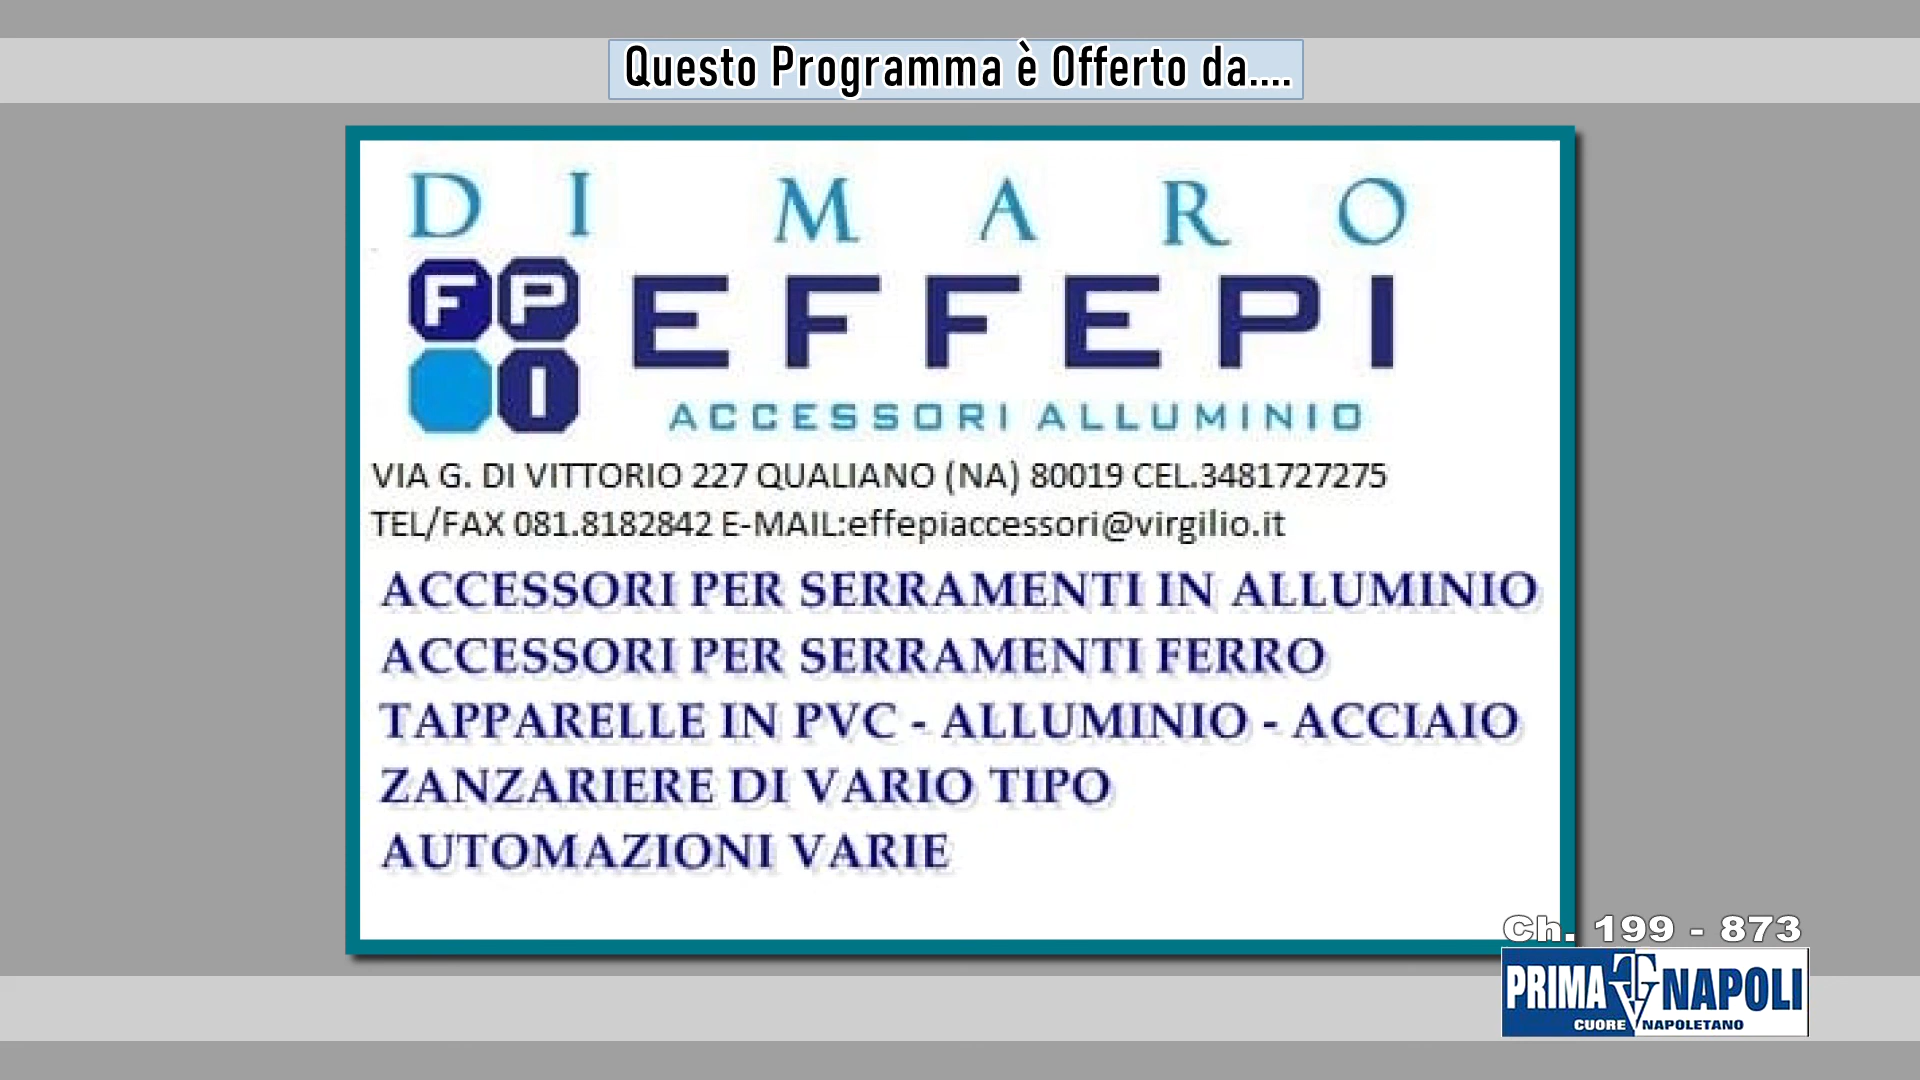 Questo Programma è Offerto da....
DI MARO
FP EFFEPI
I
ACCESSORI ALLUMINIO
VIA G. DI VITTORIO 227 QUALIANO (NA) 80019 CEL.3481727275
TEL/FAX 081.8182842 E-MAIL:effepiaccessori@virgilio.it
ACCESSORI PER SERRAMENTI IN ALLUMINIO
ACCESSORI PER SERRAMENTI FERRO
TAPPARELLE IN PVC - ALLUMINIO - ACCIAIO
ZANZARIERE DI VARIO TIPO
AUTOMAZIONI VARIE
Ch. 199 - 873
PRIMA TV NAPOLI
CUORE NAPOLETANO